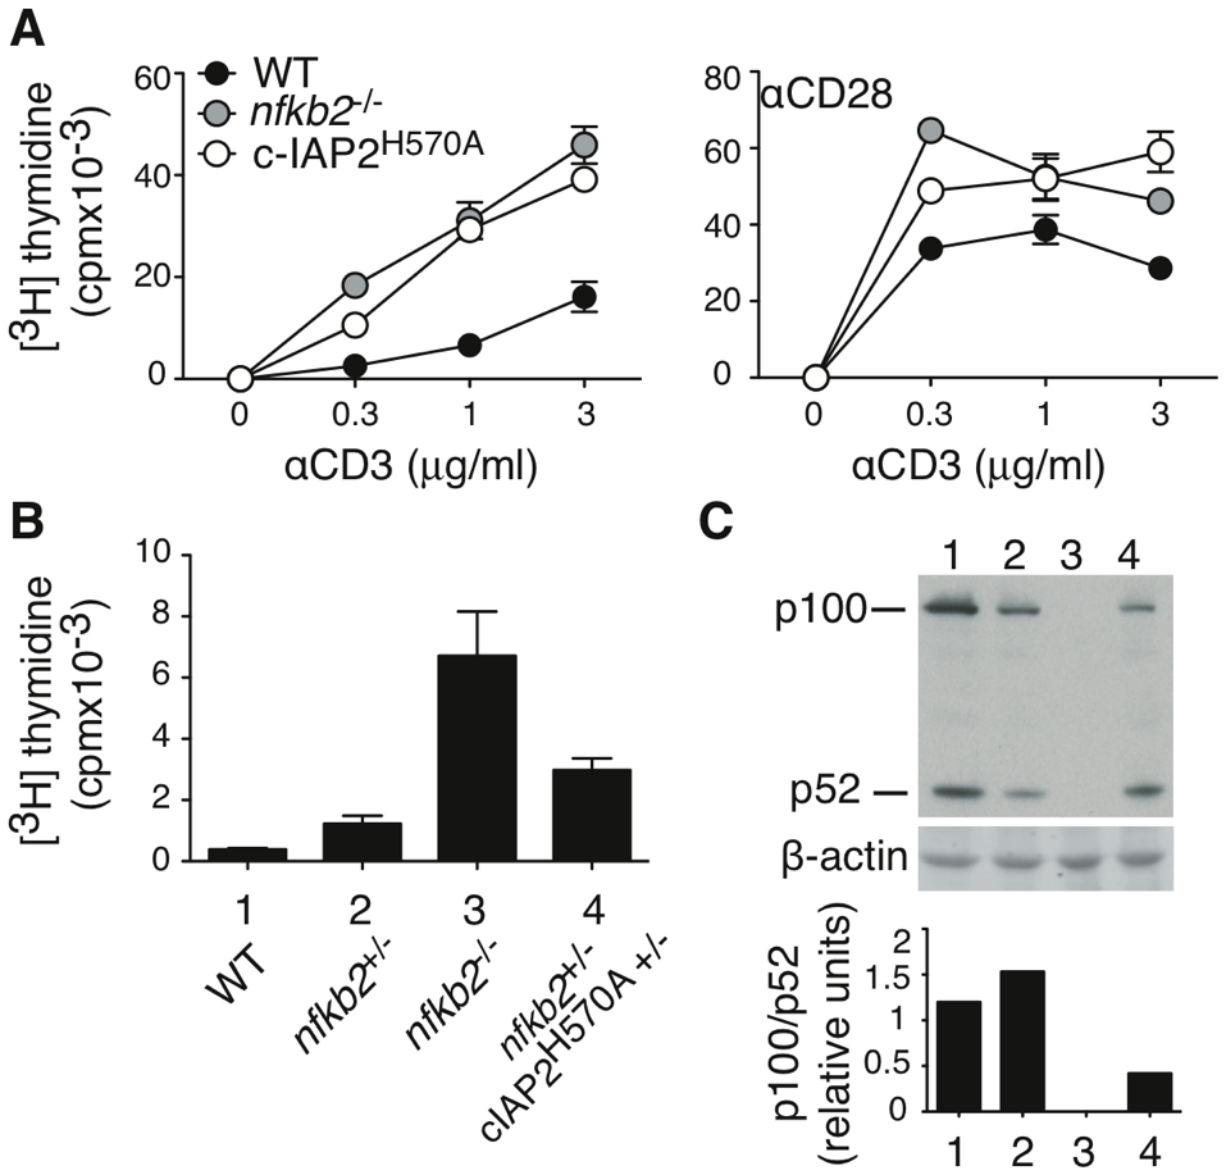 A
[3H] thymidine
(cpmx10-3)
60
40
20
0
WT
nfkb2-/-
c-IAP2H570A
0 0.3 1 3
αCD3 (μg/ml)
80
60
40
20
0
αCD28
0 0.3 1 3
αCD3 (μg/ml)
B
[3H] thymidine
(cpmx10-3)
10
8
6
4
2
0
1 2 3 4
WT
nfkb2+/-
nfkb2-/-
nfkb2+/-
cIAP2H570A +/-
C
1 2 3 4
p100
p52
β-actin
p100/p52
(relative units)
2
1.5
1
0.5
0
1 2 3 4